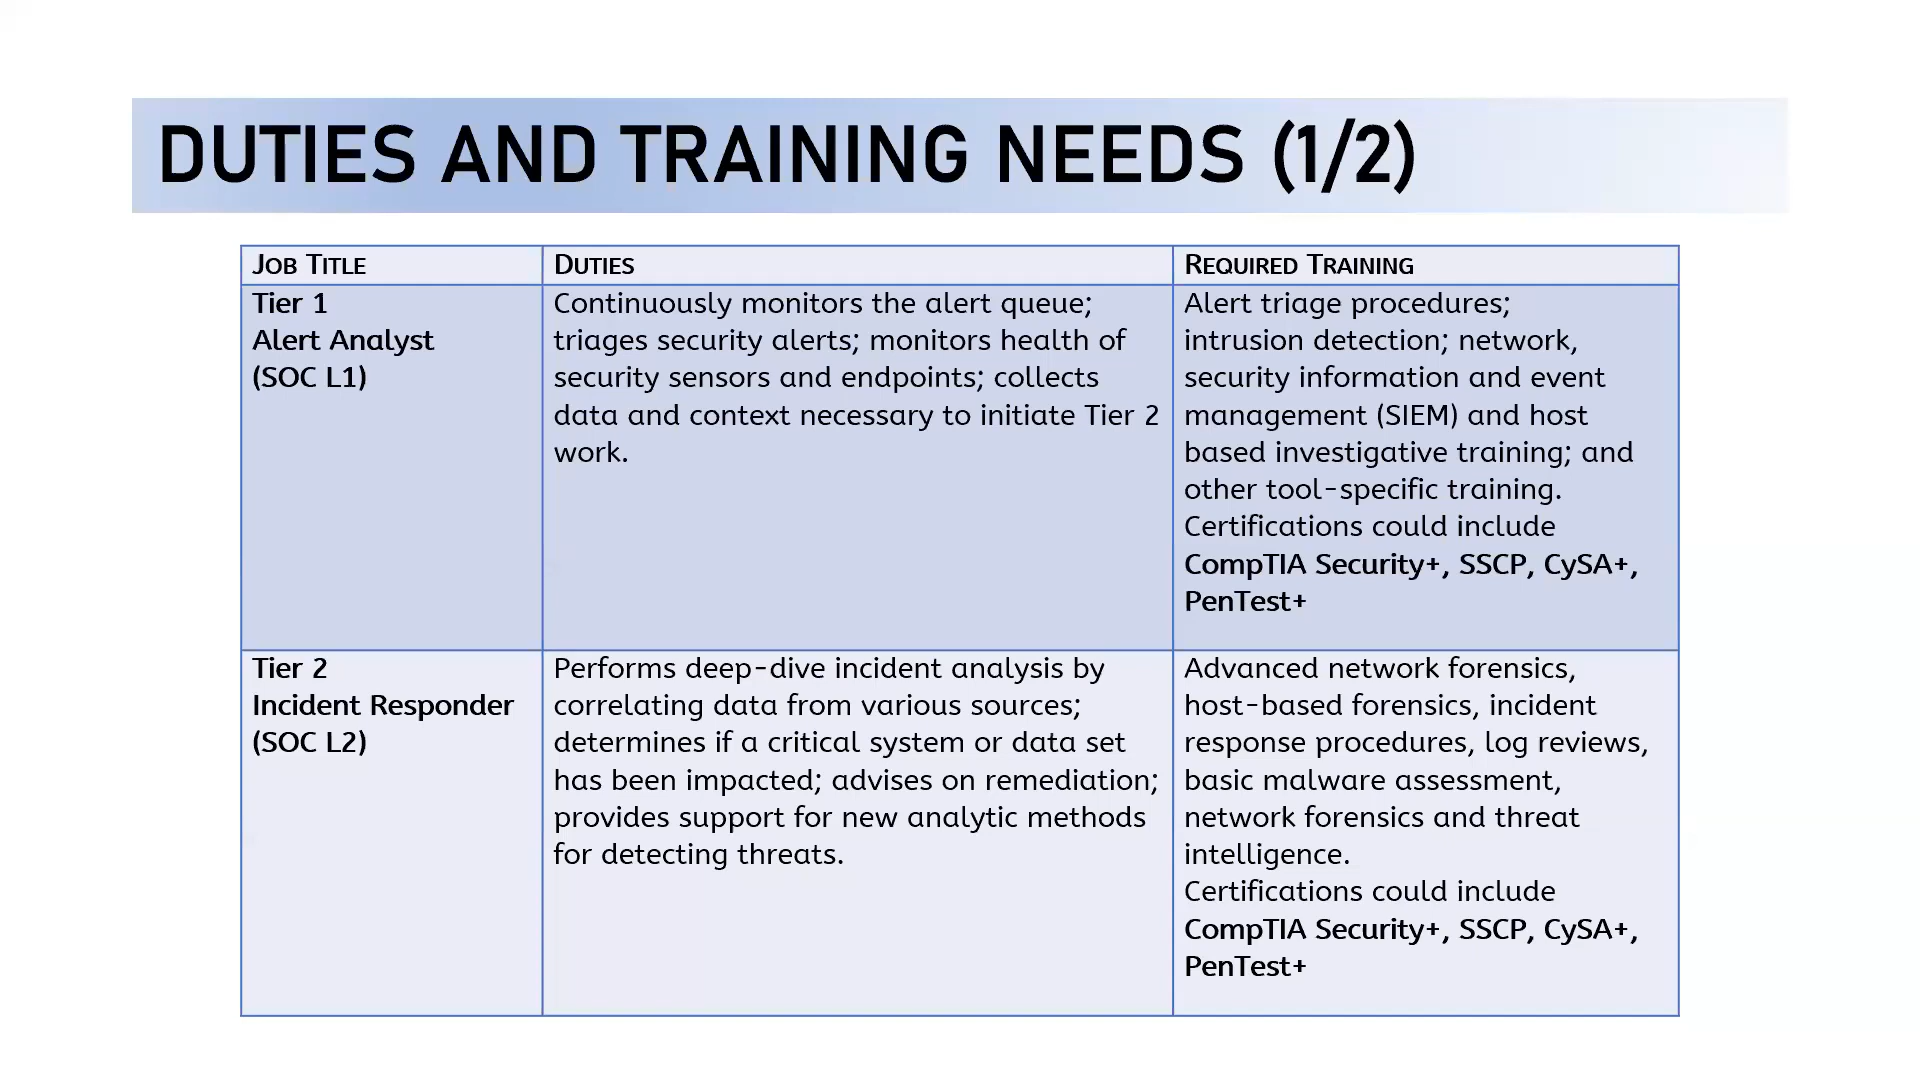 DUTIES AND TRAINING NEEDS (1/2)
JOB TITLE
DUTIES
REQUIRED TRAINING
Tier 1
Alert Analyst
(SOC L1)
Continuously monitors the alert queue;
triages security alerts; monitors health of
security sensors and endpoints; collects
data and context necessary to initiate Tier 2
work.
Alert triage procedures;
intrusion detection; network,
security information and event
management (SIEM) and host
based investigative training; and
other tool-specific training.
Certifications could include
CompTIA Security+, SSCP, CySA+,
PenTest+
Tier 2
Incident Responder
(SOC L2)
Performs deep-dive incident analysis by
correlating data from various sources;
determines if a critical system or data set
has been impacted; advises on remediation;
provides support for new analytic methods
for detecting threats.
Advanced network forensics,
host-based forensics, incident
response procedures, log reviews,
basic malware assessment,
network forensics and threat
intelligence.
Certifications could include
CompTIA Security+, SSCP, CySA+,
PenTest+